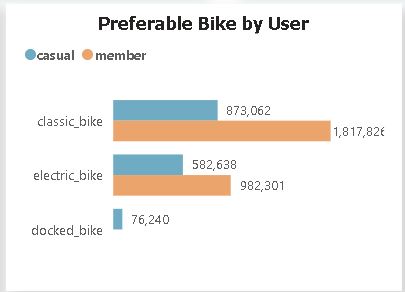 Preferable Bike by User
casual member
classic_bike
873,062
1,817,826
electric_bike
582,638
982,301
docked_bike
76,240